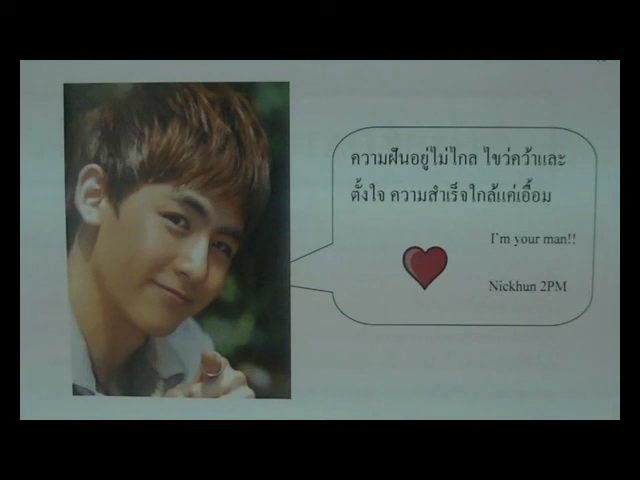 ความฝันอยู่ไม่ไกล ไขว่คว้าและ
ตั้งใจ ความสำเร็จใกล้แค่เอื้อม
I'm your man!!
Nickhun 2PM